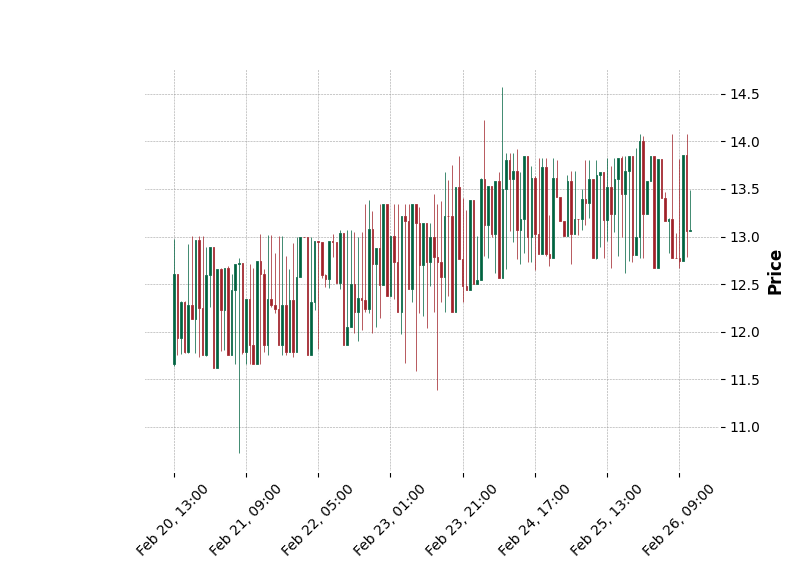 14.5
14.0
13.5
13.0
12.5
12.0
11.5
11.0
Price
Feb 20, 13:00
Feb 21, 09:00
Feb 22, 05:00
Feb 23, 01:00
Feb 23, 21:00
Feb 24, 17:00
Feb 25, 13:00
Feb 26, 09:00